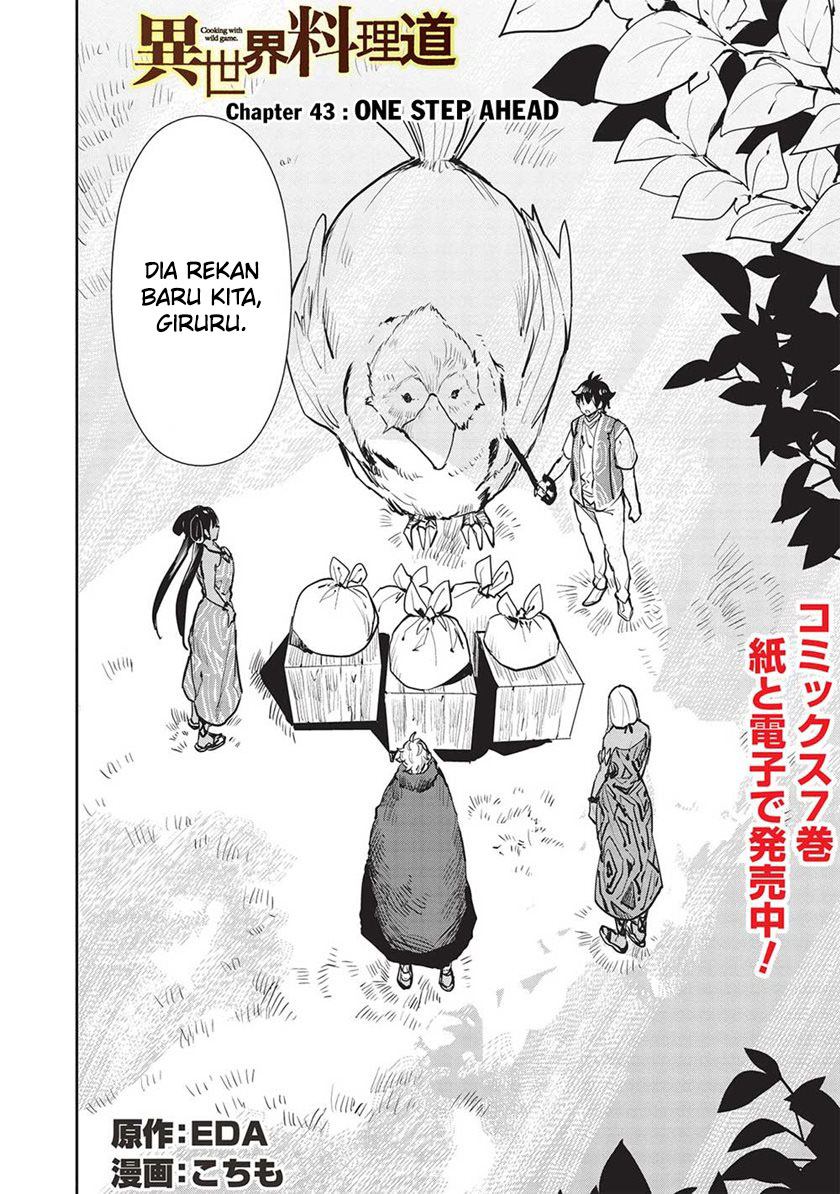 Cooking with
wild game.
異世界料理道
Chapter 43 : ONE STEP AHEAD
DIA REKAN
BARU KITA,
GIRURU.
コミックス7巻
紙と電子で発売中!
原作:EDA
漫画:こちも